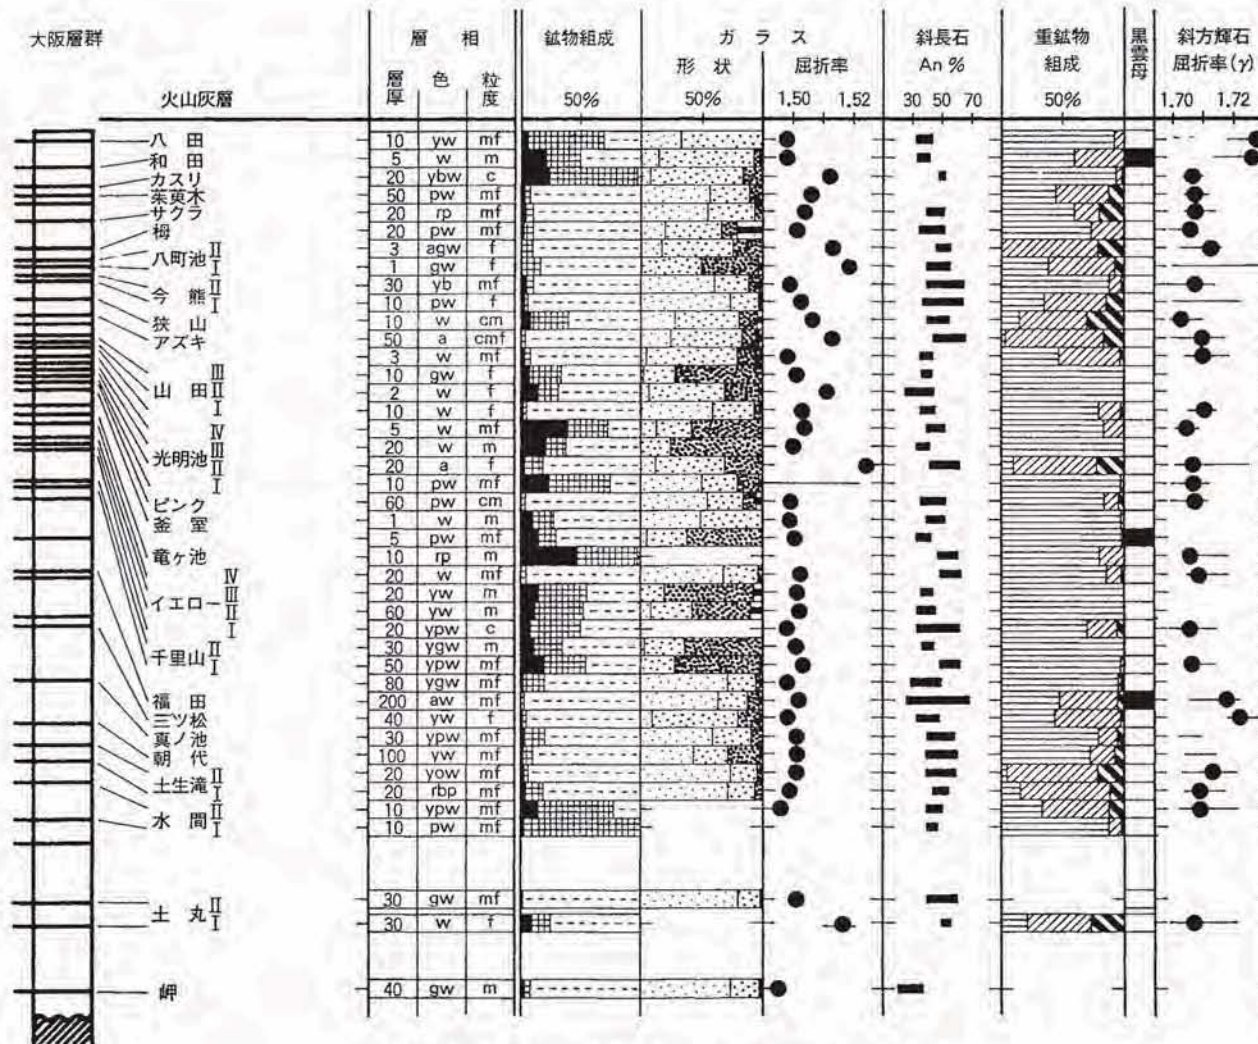 大阪層群
火山灰層
層 相
層厚 色 粒度
鉱物組成
50%
ガ ラ ス
形 状 屈折率
50% 1.50 1.52
斜長石
An %
30 50 70
重鉱物
組成
50%
黒雲母
斜方輝石
屈折率(γ)
1.70 1.72
八 田
和 田
カスリ
茱萸木
サクラ
栂
八町池 II
I
今 熊 II
I
狭 山
アズキ
山 田 III
II
I
光明池 IV
III
II
I
ピンク
釜 室
竜ヶ池
イエロー IV
III
II
I
千里山 II
I
福 田
三ツ松
真ノ池
朝 代
土生滝 II
I
水 間 II
I
土 丸 II
I
岬
10 yw mf
5 w m
20 ybw c
50 pw mf
20 rp mf
20 pw mf
3 agw f
1 gw f
30 yb mf
10 pw f
10 w cm
50 a cmf
3 w mf
10 gw f
2 w f
10 w f
5 w mf
20 w m
20 a f
10 pw mf
60 pw cm
1 w m
5 pw mf
10 rp m
20 w mf
20 yw m
60 yw m
20 ypw c
30 ygw m
50 ypw mf
80 ygw mf
200 aw mf
40 yw f
30 ypw mf
100 yw mf
20 yow mf
20 rbp mf
10 ypw mf
10 pw mf
30 gw mf
30 w f
40 gw m